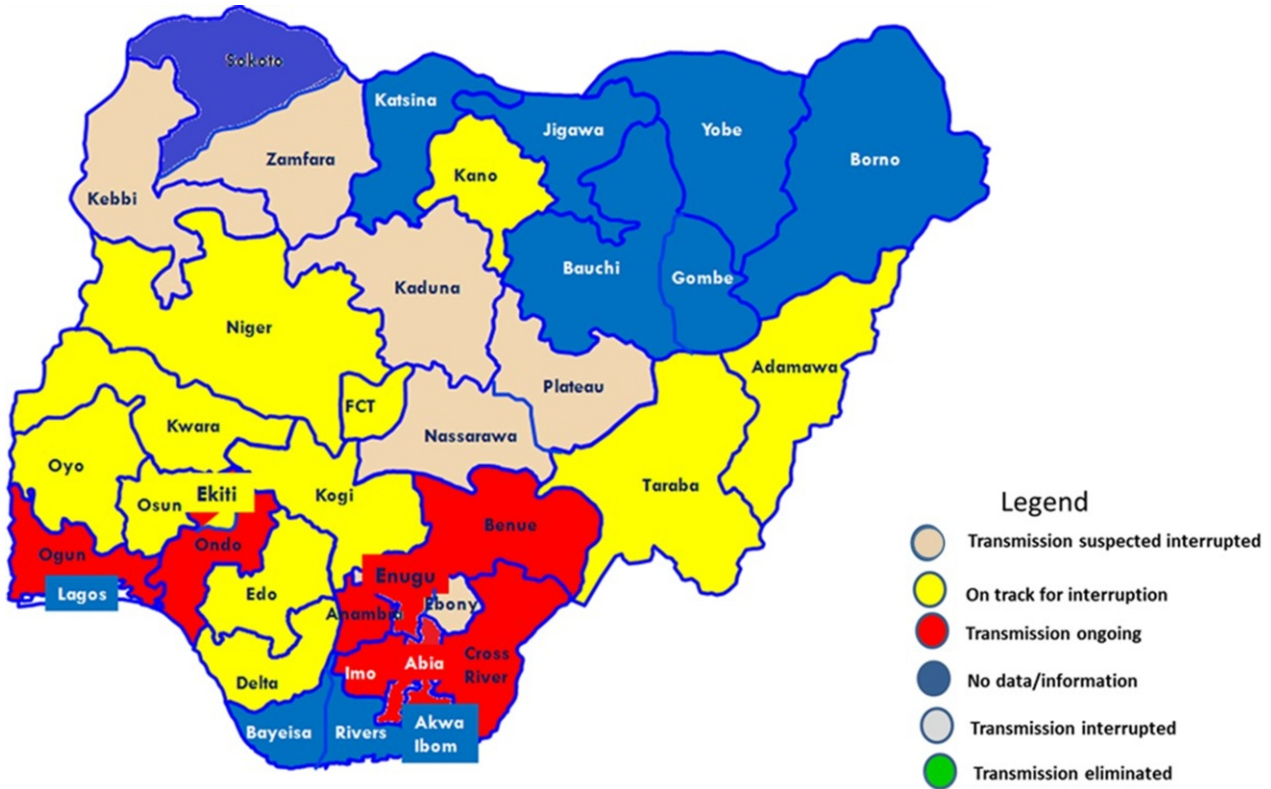 Sokoto
Katsina
Jigawa
Yobe
Borno
Zamfara
Kano
Kebbi
Bauchi
Gombe
Kaduna
Niger
Adamawa
Plateau
FCT
Kwara
Nassarawa
Oyo
Taraba
Osun
Ekiti
Kogi
Benue
Ogun
Ondo
Enugu
Lagos
Edo
Anambra
Ebony
Cross
River
Abia
Imo
Delta
Bayeisa
Rivers
Akwa
Ibom
Legend
Transmission suspected interrupted
On track for interruption
Transmission ongoing
No data/information
Transmission interrupted
Transmission eliminated